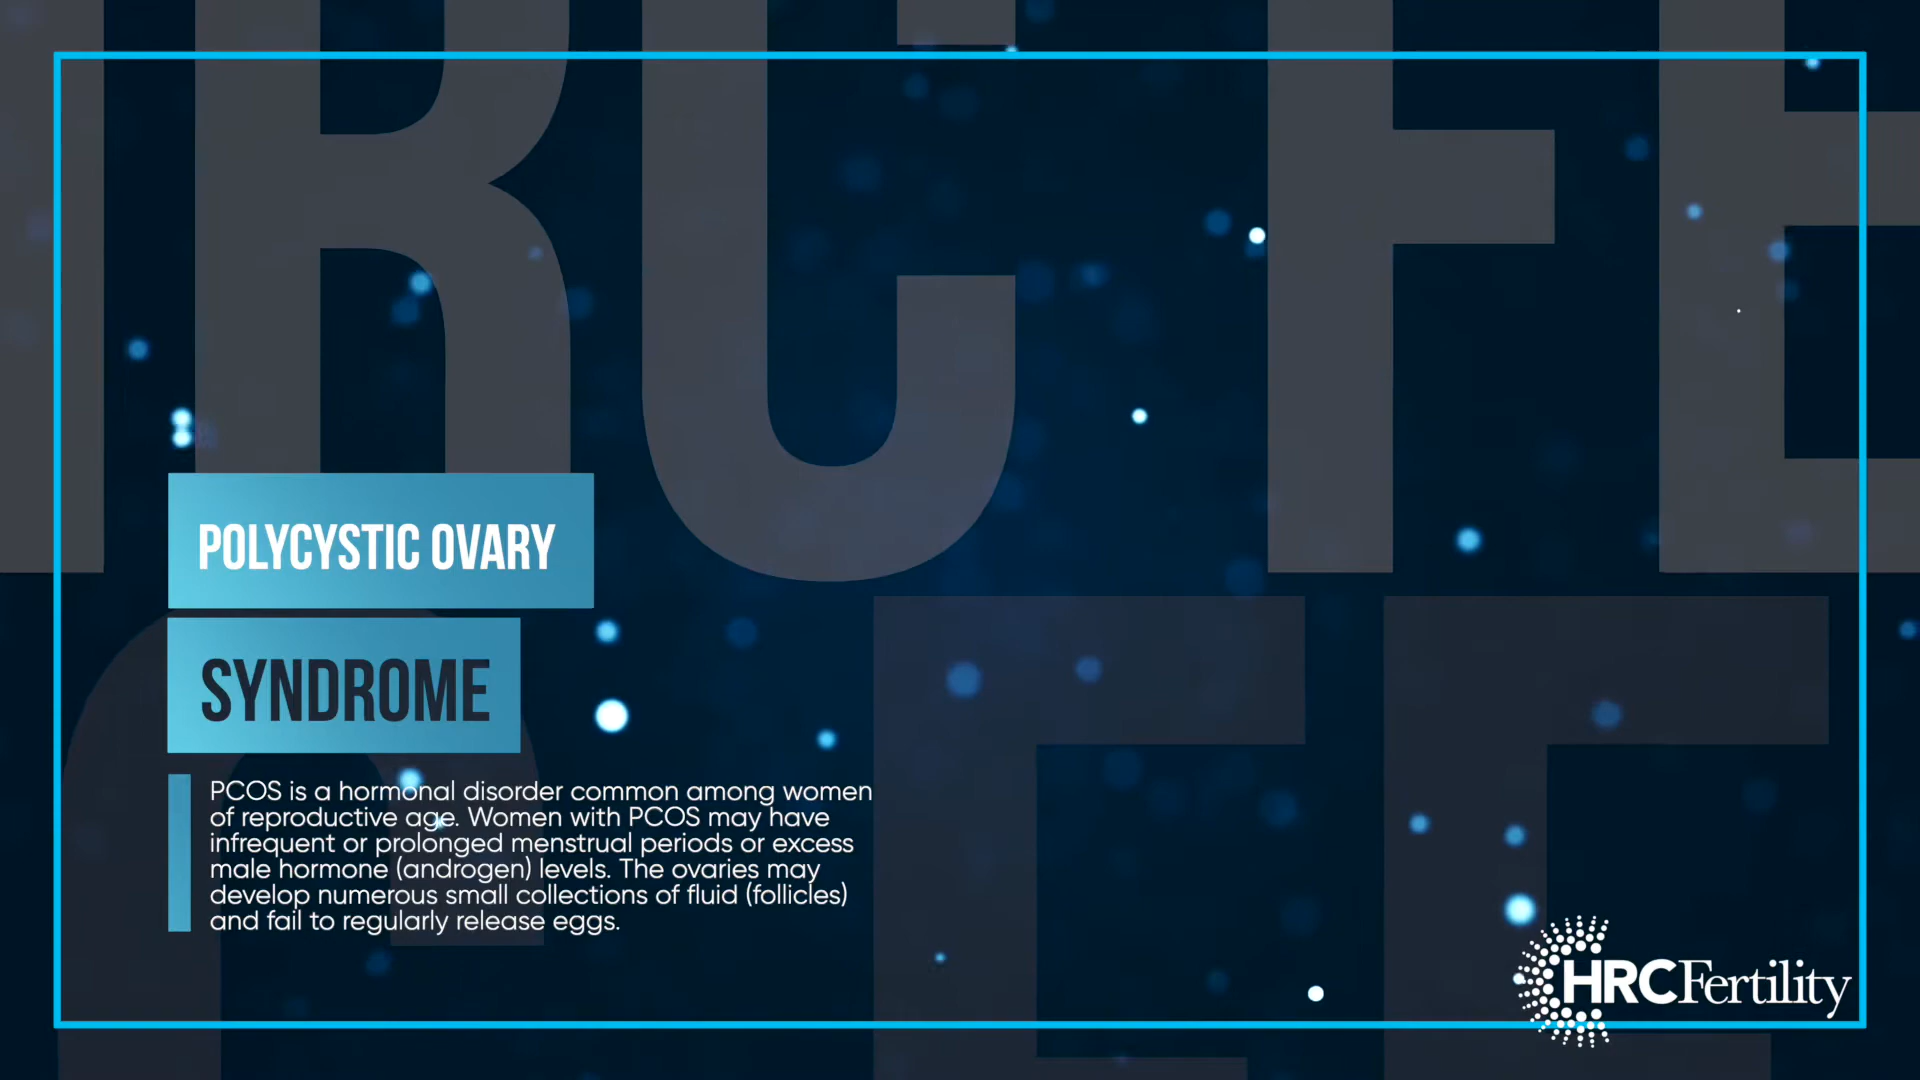 RC FE
POLYCYSTIC OVARY
SYNDROME
PCOS is a hormonal disorder common among women
of reproductive age. Women with PCOS may have
infrequent or prolonged menstrual periods or excess
male hormone (androgen) levels. The ovaries may
develop numerous small collections of fluid (follicles)
and fail to regularly release eggs.
HRCFertility